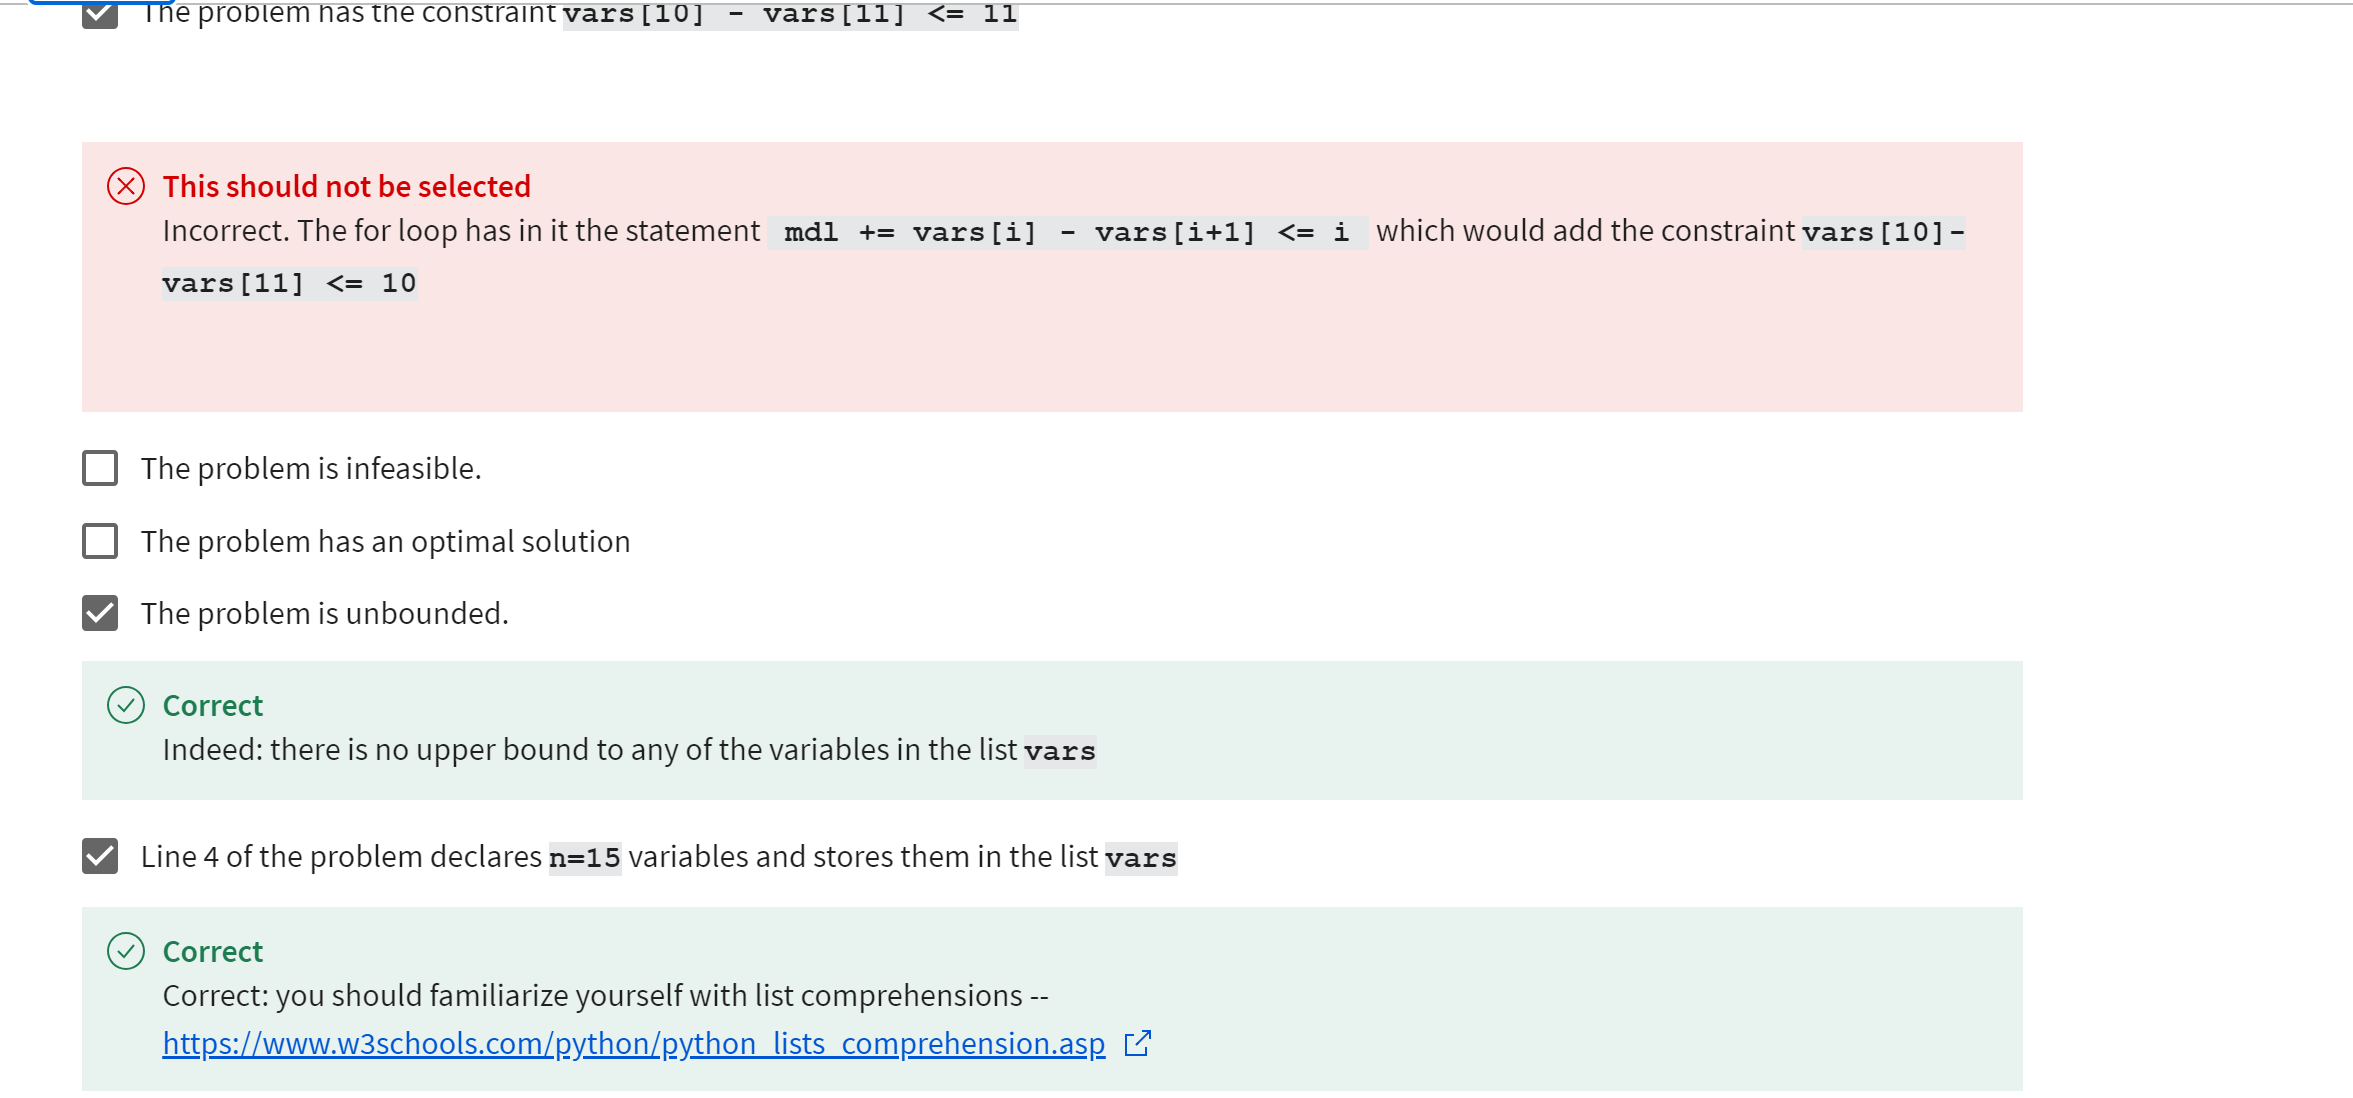 The problem has the constraint vars[10] - vars[11] <= 11
This should not be selected
Incorrect. The for loop has in it the statement mdl += vars[i] - vars[i+1] <= i which would add the constraint vars[10]-
vars[11] <= 10
The problem is infeasible.
The problem has an optimal solution
The problem is unbounded.
Correct
Indeed: there is no upper bound to any of the variables in the list vars
Line 4 of the problem declares n=15 variables and stores them in the list vars
Correct
Correct: you should familiarize yourself with list comprehensions --
https://www.w3schools.com/python/python_lists_comprehension.asp